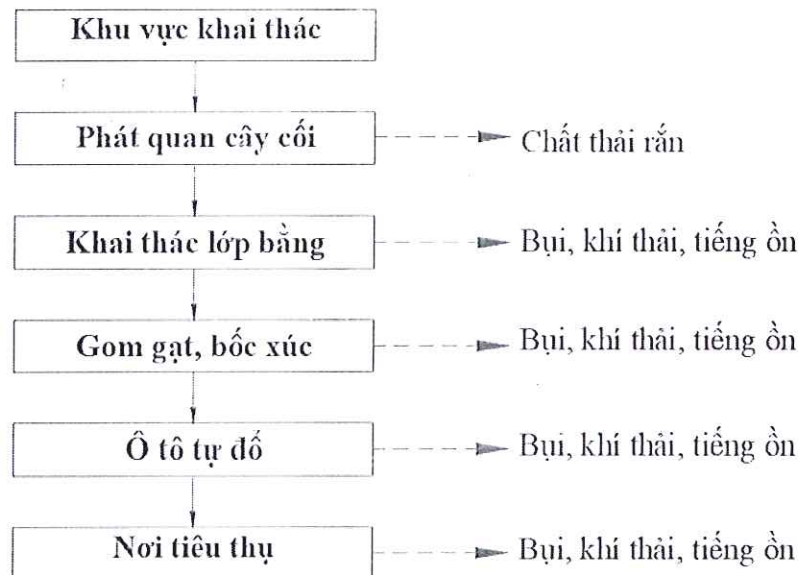 Khu vực khai thác
Phát quan cây cối
Chất thải rắn
Khai thác lớp bằng
Bụi, khí thải, tiếng ồn
Gom gạt, bốc xúc
Bụi, khí thải, tiếng ồn
Ô tô tự đổ
Bụi, khí thải, tiếng ồn
Nơi tiêu thụ
Bụi, khí thải, tiếng ồn